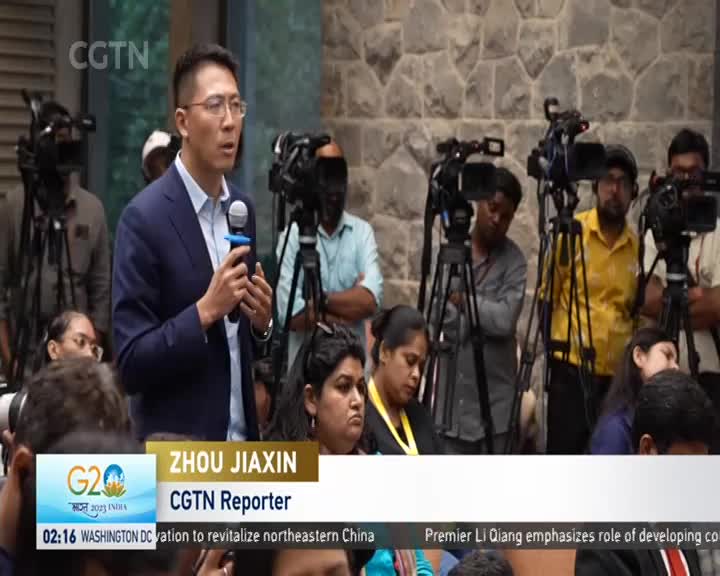 CGTN
ZHOU JIAXIN
G20
भारत 2023 INDIA
CGTN Reporter
02:16 WASHINGTON DC
vation to revitalize northeastern China Premier Li Qiang emphasizes role of developing co